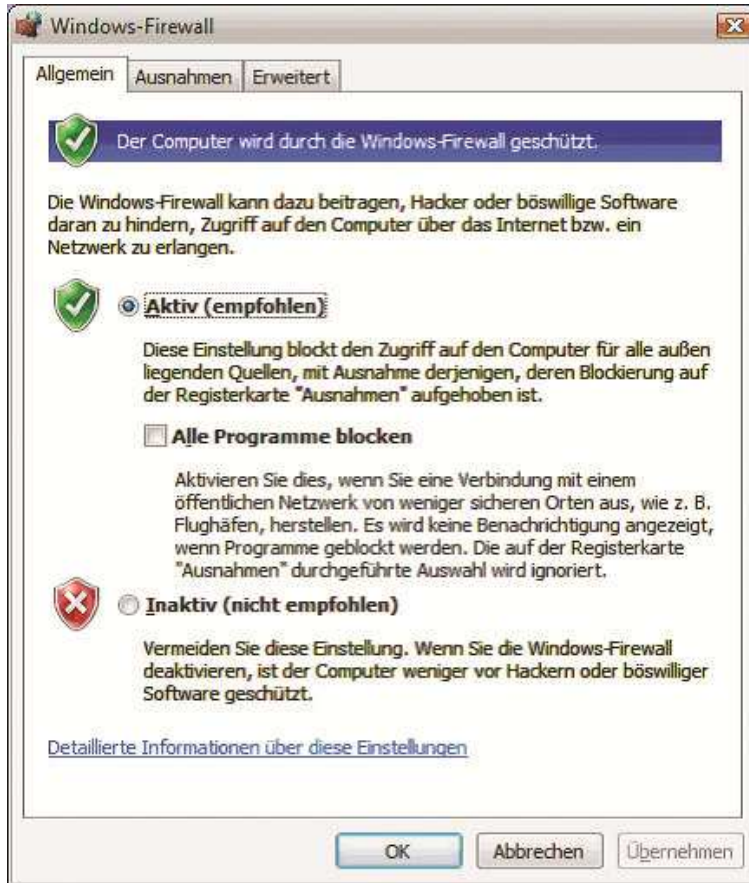 Windows-Firewall
Allgemein Ausnahmen Erweitert
Der Computer wird durch die Windows-Firewall geschützt.
Die Windows-Firewall kann dazu beitragen, Hacker oder böswillige Software
daran zu hindern, Zugriff auf den Computer über das Internet bzw. ein
Netzwerk zu erlangen.
Aktiv (empfohlen)
Diese Einstellung blockt den Zugriff auf den Computer für alle außen
liegenden Quellen, mit Ausnahme derjenigen, deren Blockierung auf
der Registerkarte "Ausnahmen" aufgehoben ist.
Alle Programme blocken
Aktivieren Sie dies, wenn Sie eine Verbindung mit einem
öffentlichen Netzwerk von weniger sicheren Orten aus, wie z. B.
Flughäfen, herstellen. Es wird keine Benachrichtigung angezeigt,
wenn Programme geblockt werden. Die auf der Registerkarte
"Ausnahmen" durchgeführte Auswahl wird ignoriert.
Inaktiv (nicht empfohlen)
Vermeiden Sie diese Einstellung. Wenn Sie die Windows-Firewall
deaktivieren, ist der Computer weniger vor Hackern oder böswilliger
Software geschützt.
Detaillierte Informationen über diese Einstellungen
OK Abbrechen Übernehmen